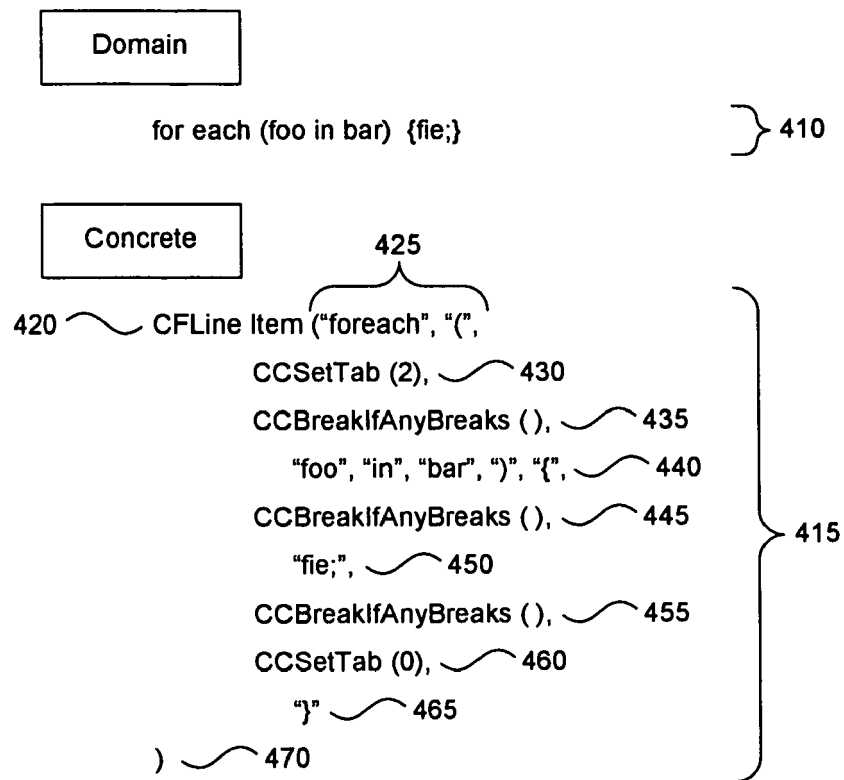 Domain
for each (foo in bar) {fie;} 410
Concrete
425
420 CFLine Item (“foreach”, “(”,
CCSetTab (2), 430
CCBreakIfAnyBreaks ( ), 435
“foo”, “in”, “bar”, “)”, “{”, 440
CCBreakIfAnyBreaks ( ), 445
415
“fie;”, 450
CCBreakIfAnyBreaks ( ), 455
CCSetTab (0), 460
“}” 465
) 470